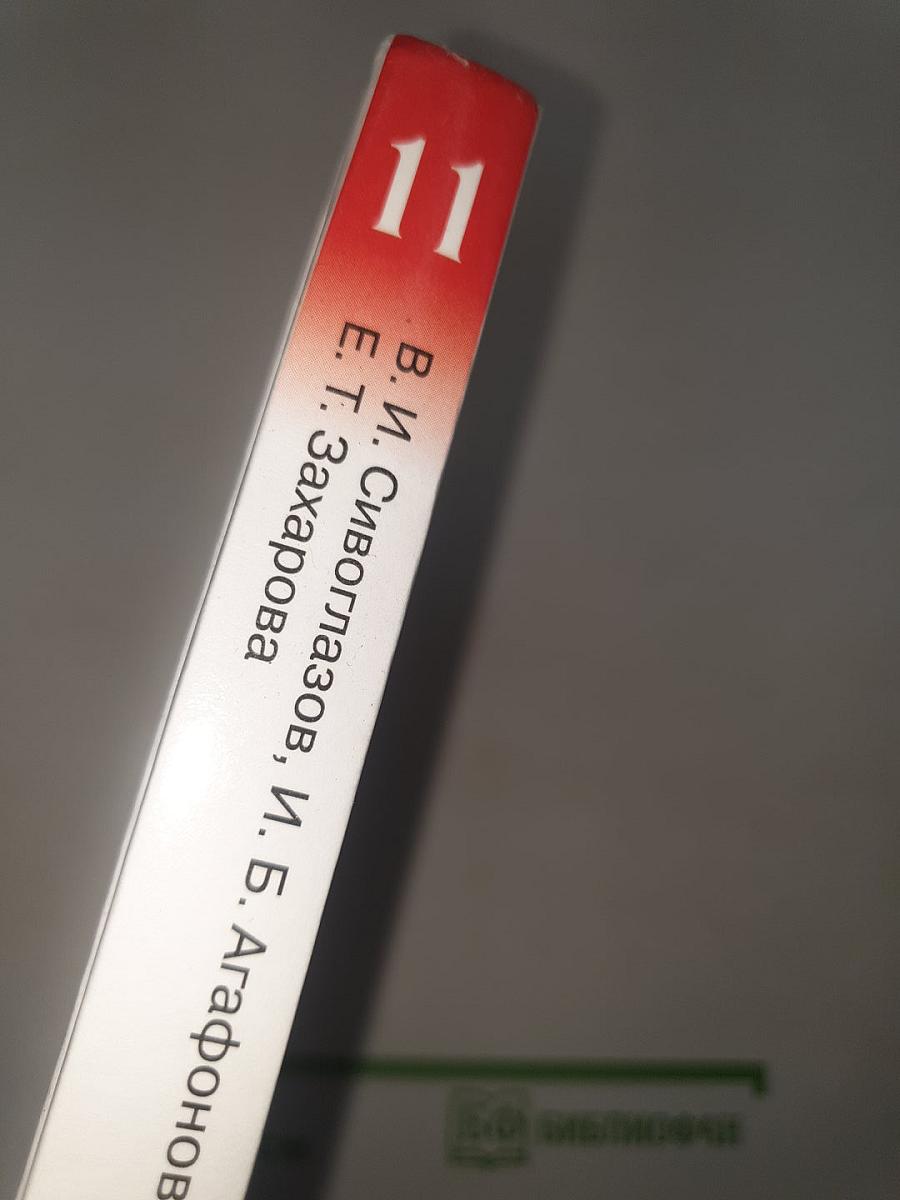 11
В. И. Сивоглазов, И. Б. Агафонов
Е. Т. Захарова